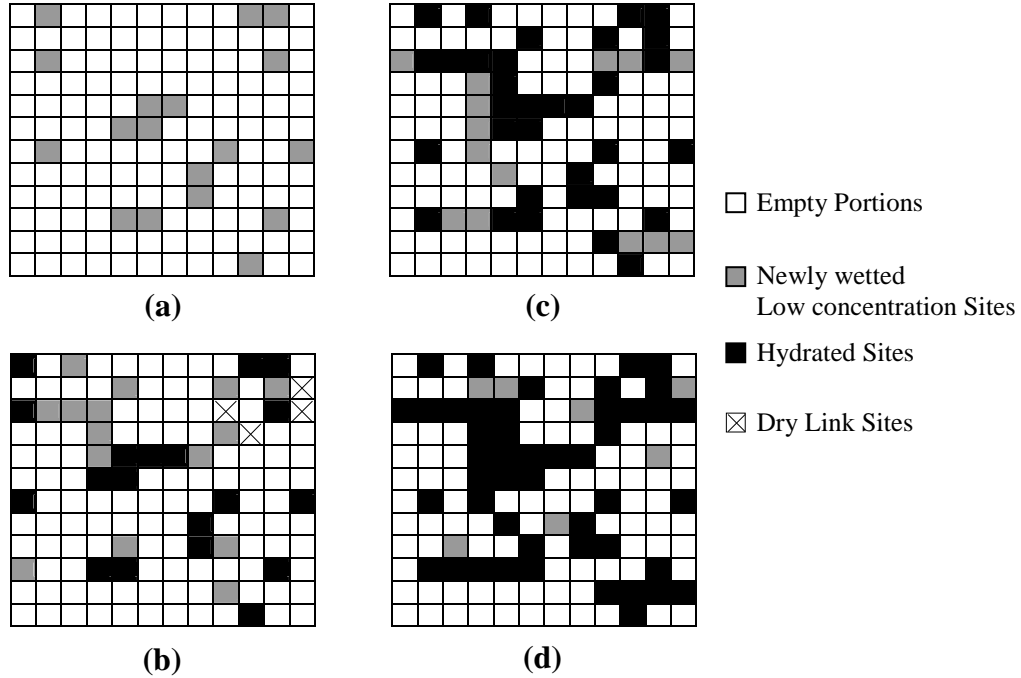 (a)
(c)
Empty Portions
Newly wetted
Low concentration Sites
Hydrated Sites
Dry Link Sites
(b)
(d)